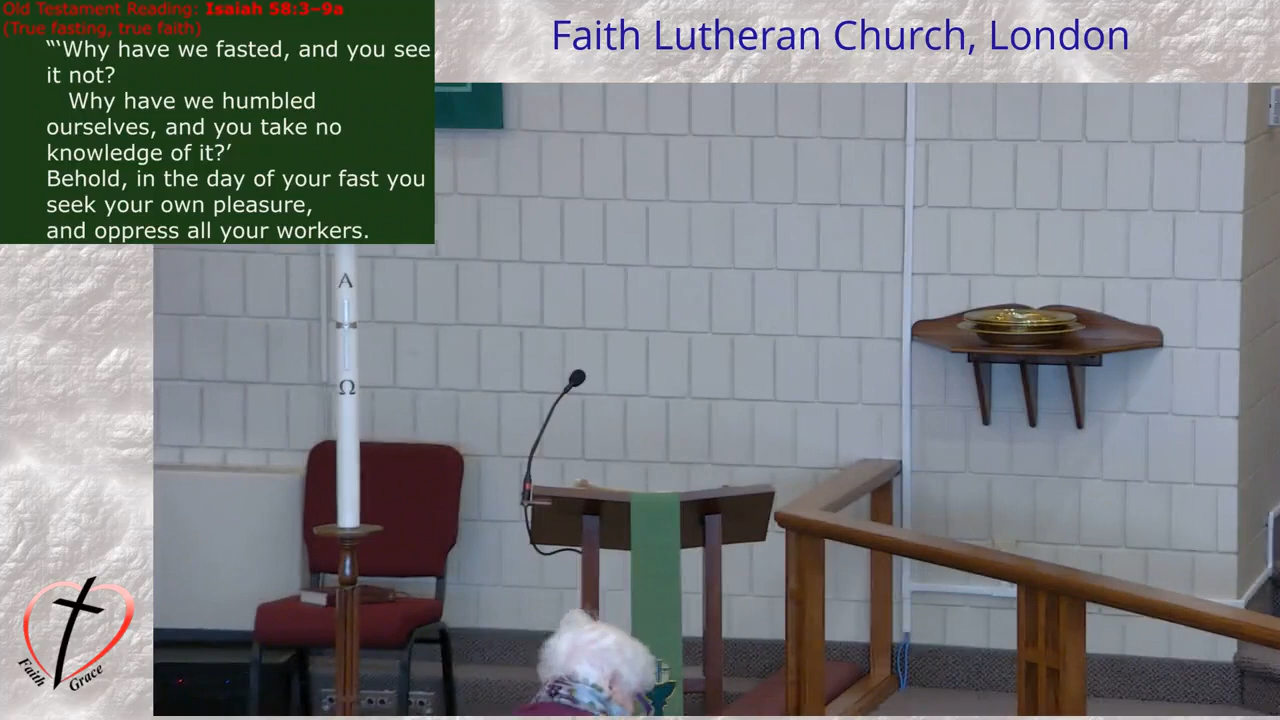 Old Testament Reading: Isaiah 58:3–9a
(True fasting, true faith)
“‘Why have we fasted, and you see
it not?
Why have we humbled
ourselves, and you take no
knowledge of it?’
Behold, in the day of your fast you
seek your own pleasure,
and oppress all your workers.
Faith Lutheran Church, London
Α
Ω
Faith
Grace